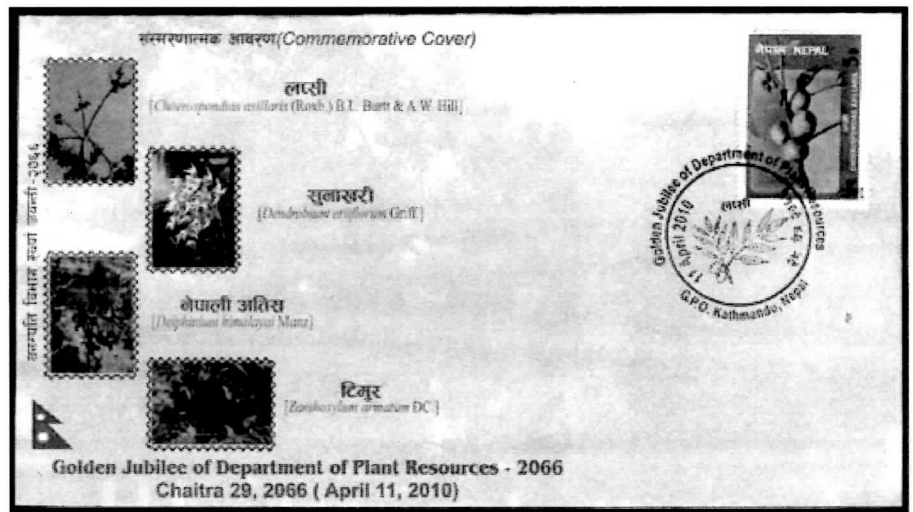 संस्मरणात्मक आवरण(Commemorative Cover)
लप्सी
[Choerospondias axillaris (Roxb.) B.L. Burtt & A.W. Hill]
सुनाखरी
[Dendrobium Griff.]
नेपाली अतिस
[Delphinium himalayai Munz]
टिमुर
[Zanthoxylum armatum DC.]
जयन्ती-२०६६
Golden Jubilee of Department of Plant Resources - 2066
Chaitra 29, 2066 ( April 11, 2010)
नेपाल NEPAL
Golden Jubilee of Department of Plant Resources
लप्सी
11 April 2010
G.P.O. Kathmandu, Nepal